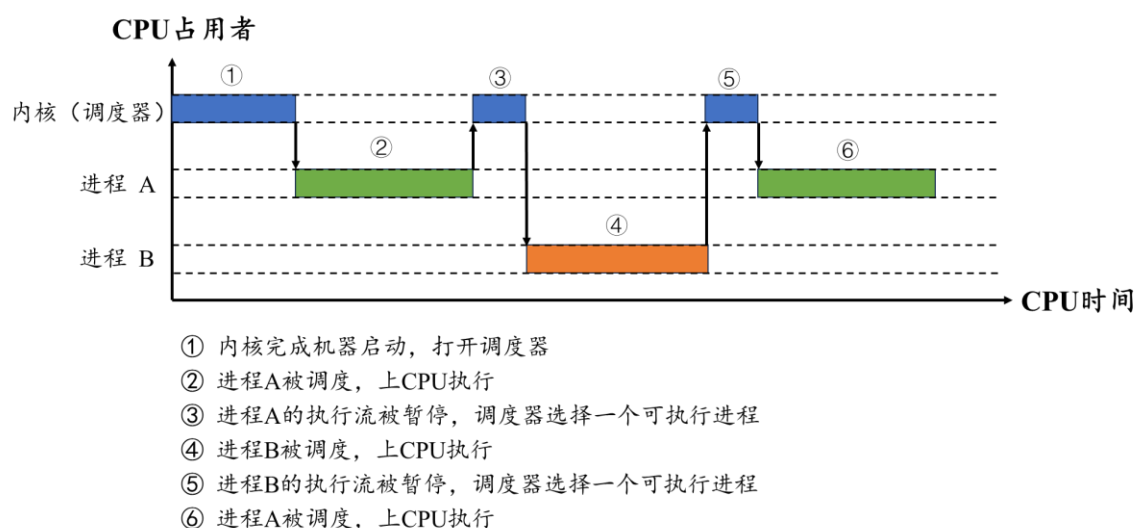 CPU占用者
① ③ ⑤
内核（调度器）
② ⑥
进程 A
④
进程 B
CPU时间
① 内核完成机器启动，打开调度器
② 进程A被调度，上CPU执行
③ 进程A的执行流被暂停，调度器选择一个可执行进程
④ 进程B被调度，上CPU执行
⑤ 进程B的执行流被暂停，调度器选择一个可执行进程
⑥ 进程A被调度，上CPU执行